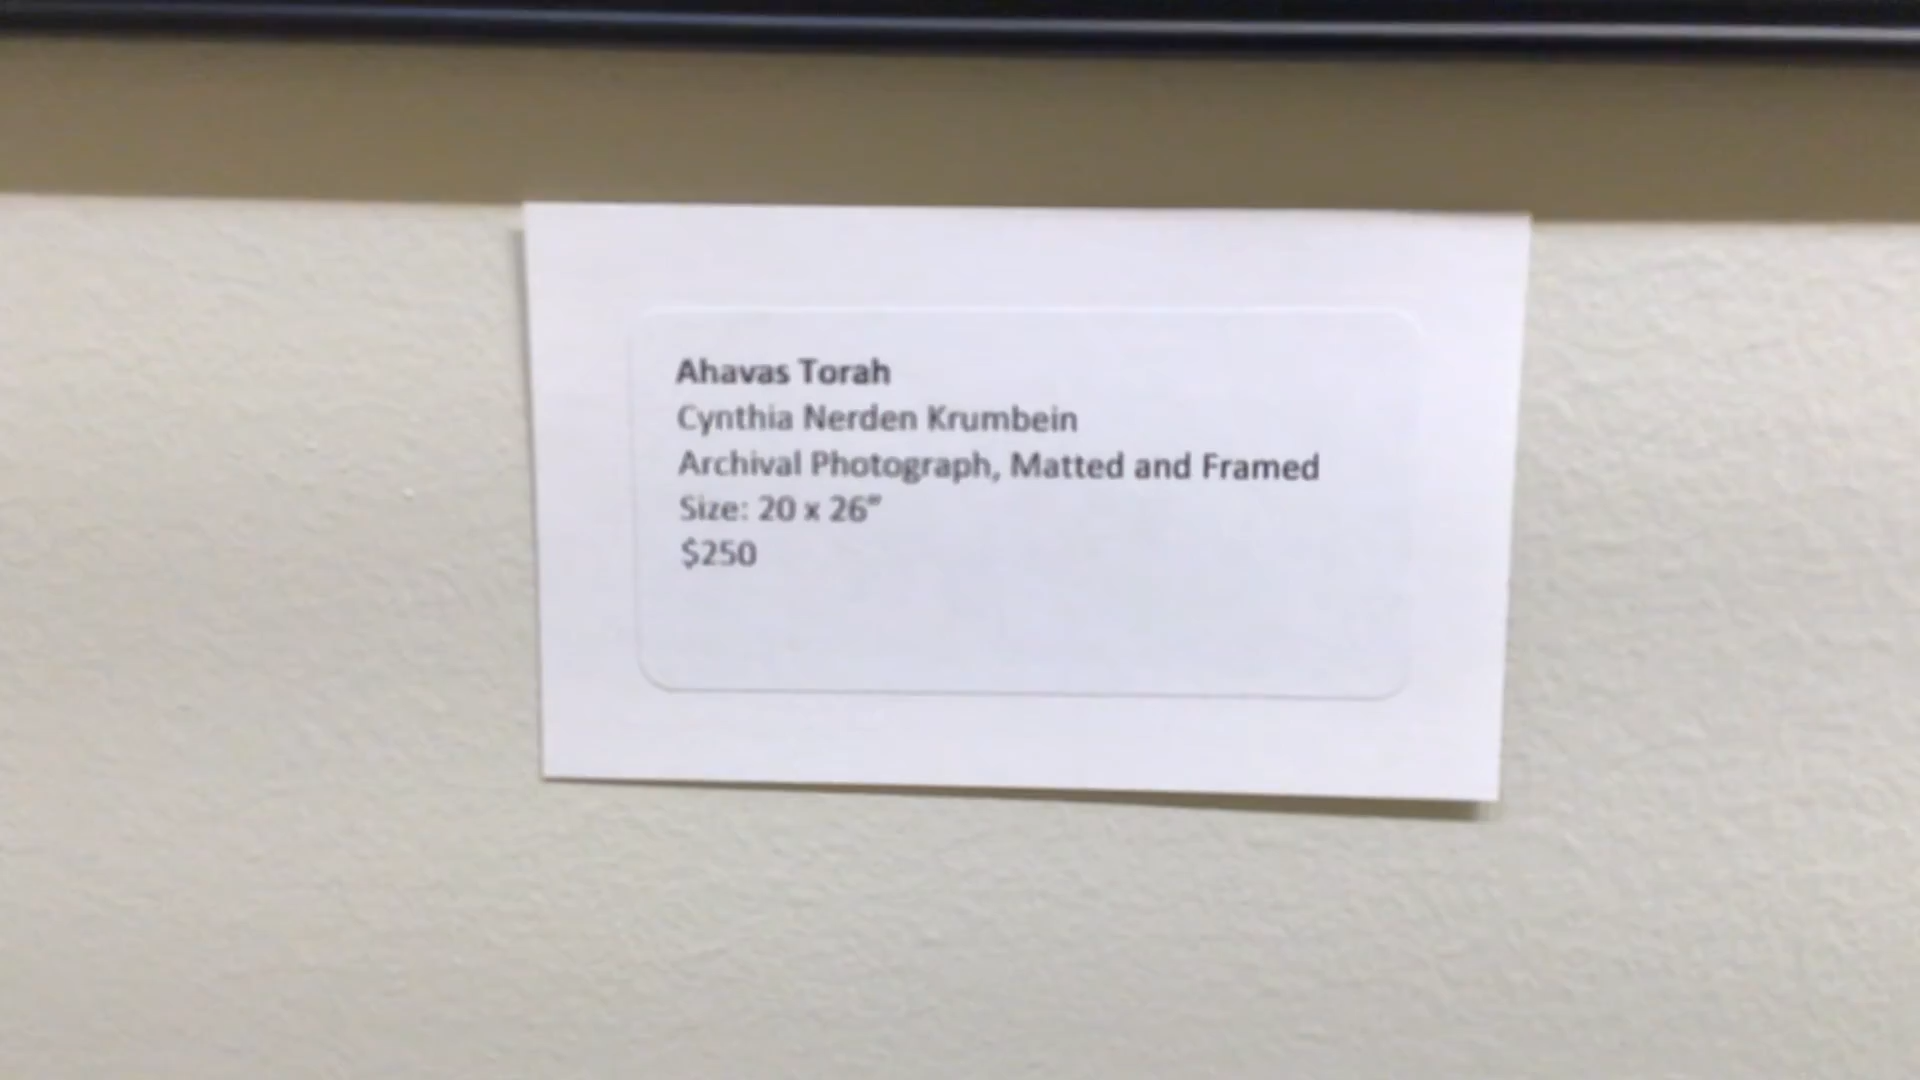 Ahavas Torah
Cynthia Nerden Krumbein
Archival Photograph, Matted and Framed
Size: 20 x 26”
$250